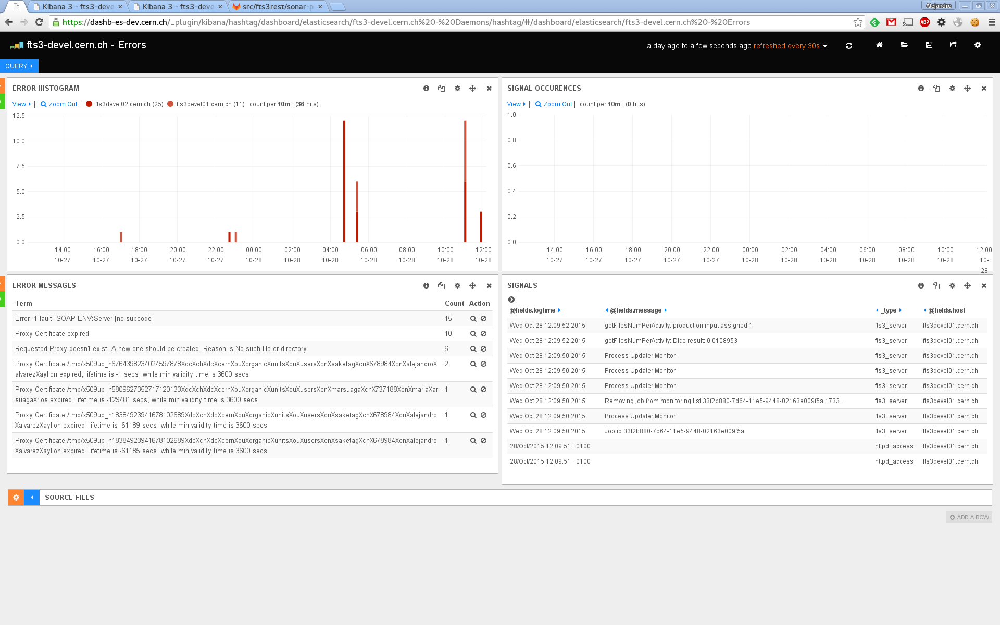 Kibana 3 - fts3-deve
Kibana 3 - fts3-deve
src/fts3rest/sonar-p
Alejandro
https://dashb-es-dev.cern.ch/_plugin/kibana/hashtag/dashboard/elasticsearch/fts3-devel.cern.ch%20-%20Daemons/hashtag/#/dashboard/elasticsearch/fts3-devel.cern.ch%20-%20Errors
ABP
fts3-devel.cern.ch - Errors
a day ago to a few seconds ago refreshed every 30s
QUERY
ERROR HISTOGRAM
View | Zoom Out | fts3devel02.cern.ch (25) fts3devel01.cern.ch (11) count per 10m | (36 hits)
12.5
10.0
7.5
5.0
2.5
0.0
14:00 16:00 18:00 20:00 22:00 00:00 02:00 04:00 06:00 08:00 10:00 12:00
10-27 10-27 10-27 10-27 10-27 10-28 10-28 10-28 10-28 10-28 10-28 10-28
SIGNAL OCCURENCES
View | Zoom Out | count per 10m | (0 hits)
1.0
0.8
0.6
0.4
0.2
0.0
14:00 16:00 18:00 20:00 22:00 00:00 02:00 04:00 06:00 08:00 10:00 12:00
10-27 10-27 10-27 10-27 10-27 10-28 10-28 10-28 10-28 10-28 10-28 10-
28
ERROR MESSAGES
Term Count Action
Error -1 fault: SOAP-ENV:Server [no subcode] 15
Proxy Certificate expired 10
Requested Proxy doesn't exist. A new one should be created. Reason is No such file or directory 6
Proxy Certificate /tmp/x509up_h6764398234024597878XdcXchXdcXcernXouXorganicXunitsXouXusersXcnXsaketagXcnX678984XcnXalejandroX 2
alvarezXayllon expired, lifetime is -1 secs, while min validity time is 3600 secs
Proxy Certificate /tmp/x509up_h5809627352717120133XdcXchXdcXcernXouXorganicXunitsXouXusersXcnXmarsuagaXcnX737188XcnXmariaXar 1
suagaXrios expired, lifetime is -129481 secs, while min validity time is 3600 secs
Proxy Certificate /tmp/x509up_h18384923941678102689XdcXchXdcXcernXouXorganicXunitsXouXusersXcnXsaketagXcnX678984XcnXalejandro 1
XalvarezXayllon expired, lifetime is -61189 secs, while min validity time is 3600 secs
Proxy Certificate /tmp/x509up_h18384923941678102689XdcXchXdcXcernXouXorganicXunitsXouXusersXcnXsaketagXcnX678984XcnXalejandro 1
XalvarezXayllon expired, lifetime is -61185 secs, while min validity time is 3600 secs
SIGNALS
@fields.logtime @fields.message _type @fields.host
Wed Oct 28 12:09:52 2015 getFilesNumPerActivity: production input assigned 1 fts3_server fts3devel01.cern.ch
Wed Oct 28 12:09:52 2015 getFilesNumPerActivity: Dice result: 0.0108953 fts3_server fts3devel01.cern.ch
Wed Oct 28 12:09:50 2015 Process Updater Monitor fts3_server fts3devel01.cern.ch
Wed Oct 28 12:09:50 2015 Process Updater Monitor fts3_server fts3devel01.cern.ch
Wed Oct 28 12:09:50 2015 Process Updater Monitor fts3_server fts3devel01.cern.ch
Wed Oct 28 12:09:50 2015 Removing job from monitoring list 33f2b880-7d64-11e5-9448-02163e009f5a 1733... fts3_server fts3devel01.cern.ch
Wed Oct 28 12:09:50 2015 Process Updater Monitor fts3_server fts3devel01.cern.ch
Wed Oct 28 12:09:50 2015 Job id:33f2b880-7d64-11e5-9448-02163e009f5a fts3_server fts3devel01.cern.ch
28/Oct/2015:12:09:51 +0100 httpd_access fts3devel01.cern.ch
28/Oct/2015:12:09:51 +0100 httpd_access fts3devel01.cern.ch
SOURCE FILES
ADD A ROW